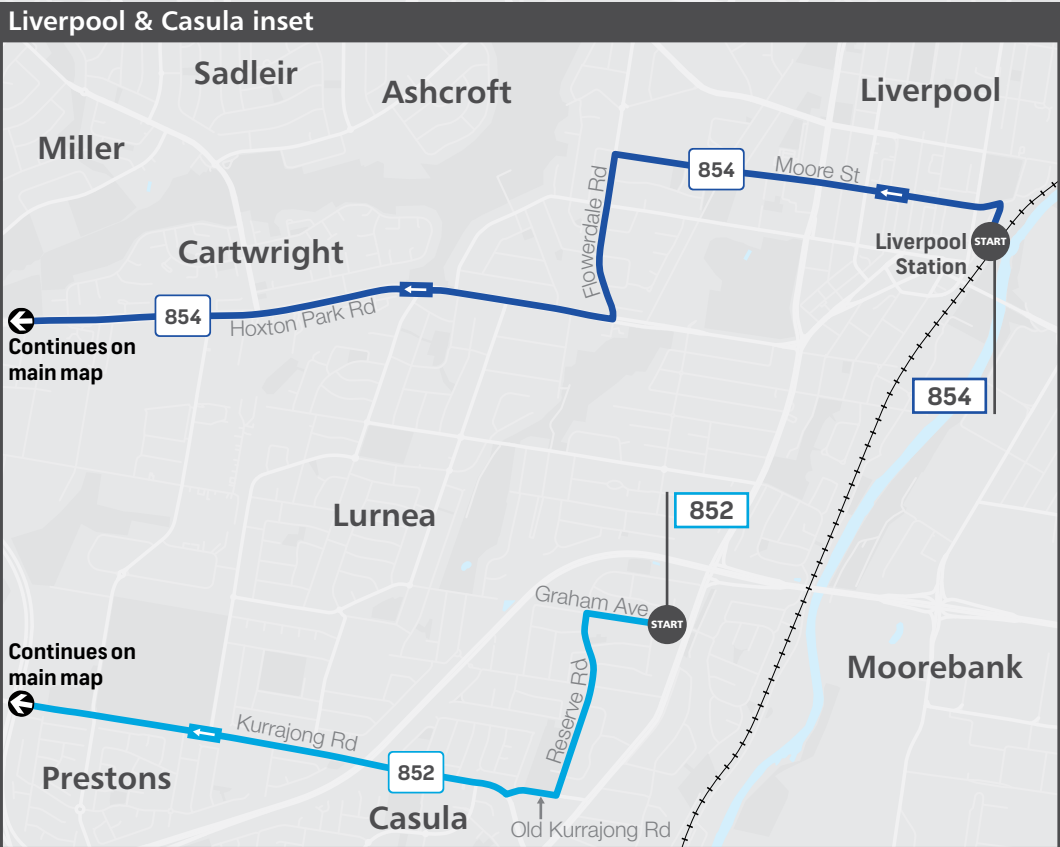 Liverpool & Casula inset
Sadleir
Ashcroft
Liverpool
Miller
854
Moore St
Flowerdale Rd
Liverpool
Station
START
Cartwright
854
Hoxton Park Rd
Continues on
main map
854
Lurnea
852
Graham Ave
START
Continues on
main map
Moorebank
Reserve Rd
Kurrajong Rd
852
Prestons
Casula
Old Kurrajong Rd